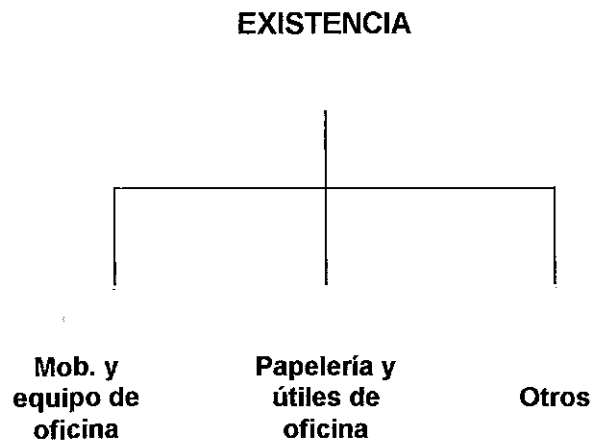 EXISTENCIA
Mob. y
equipo de
oficina
Papelería y
útiles de
oficina
Otros